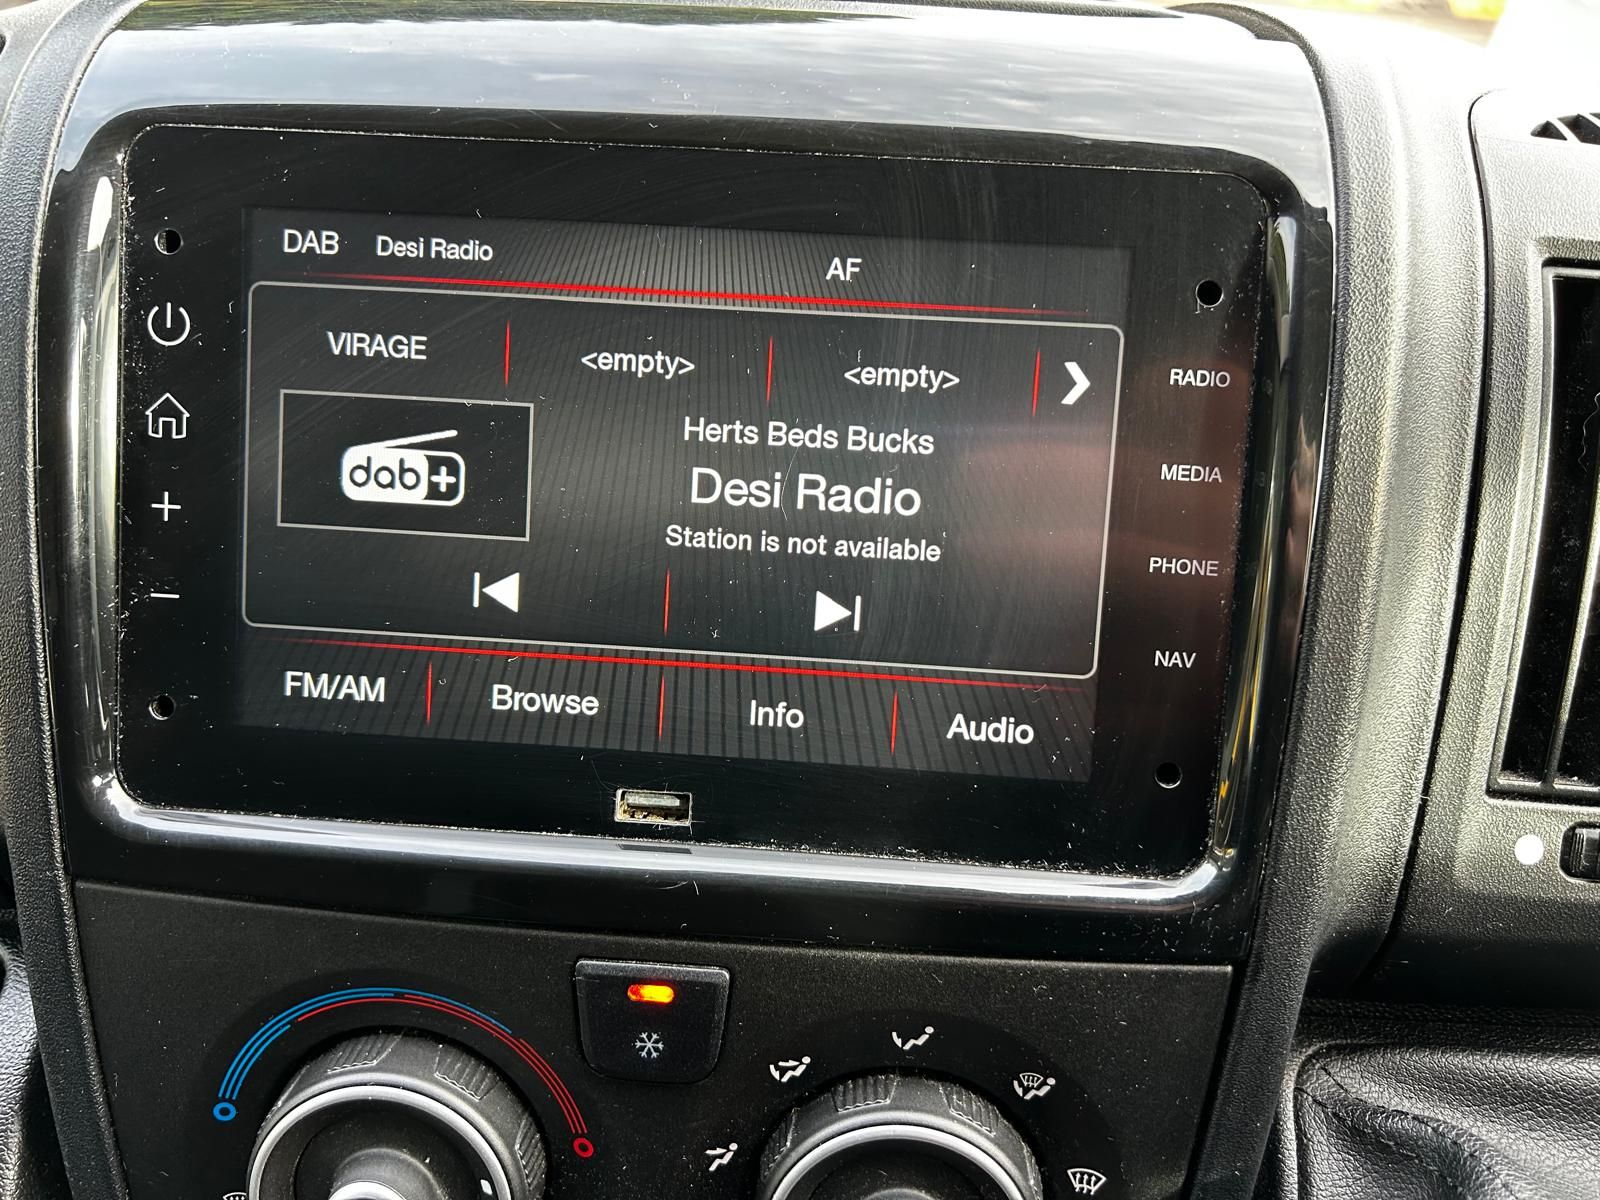 DAB Desi Radio AF
VIRAGE <empty> <empty>
dab+
Herts Beds Bucks
Desi Radio
Station is not available
FM/AM Browse Info Audio
RADIO
MEDIA
PHONE
NAV